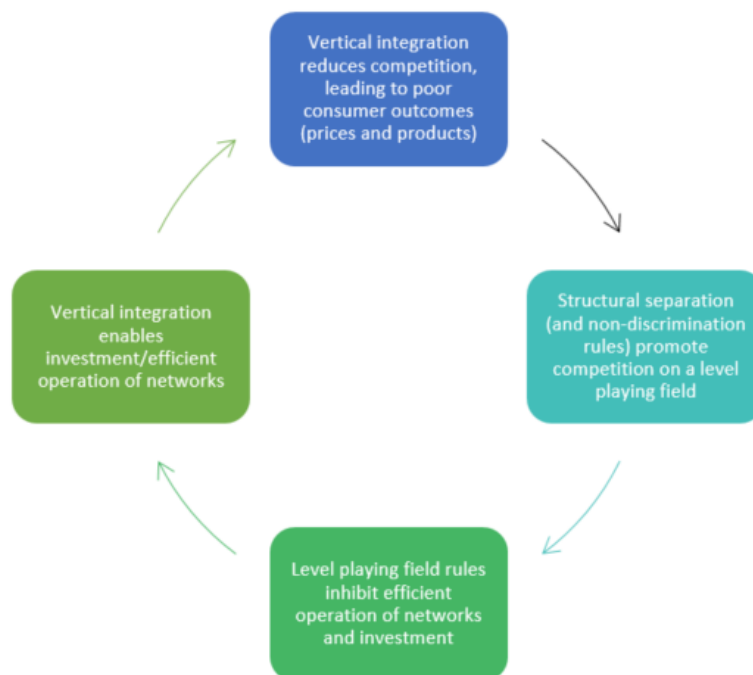 Vertical integration
reduces competition,
leading to poor
consumer outcomes
(prices and products)
Structural separation
(and non-discrimination
rules) promote
competition on a level
playing field
Level playing field rules
inhibit efficient
operation of networks
and investment
Vertical integration
enables
investment/efficient
operation of networks